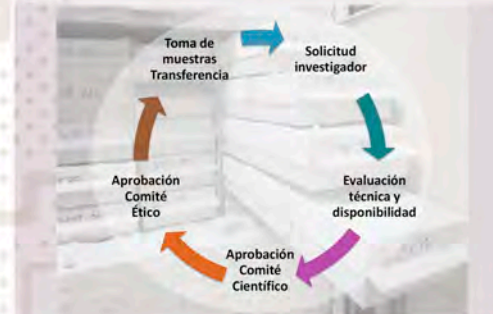 Toma de
muestras
Transferencia
Solicitud
investigador
Evaluación
técnica y
disponibilidad
Aprobación
Comité
Científico
Aprobación
Comité
Ético